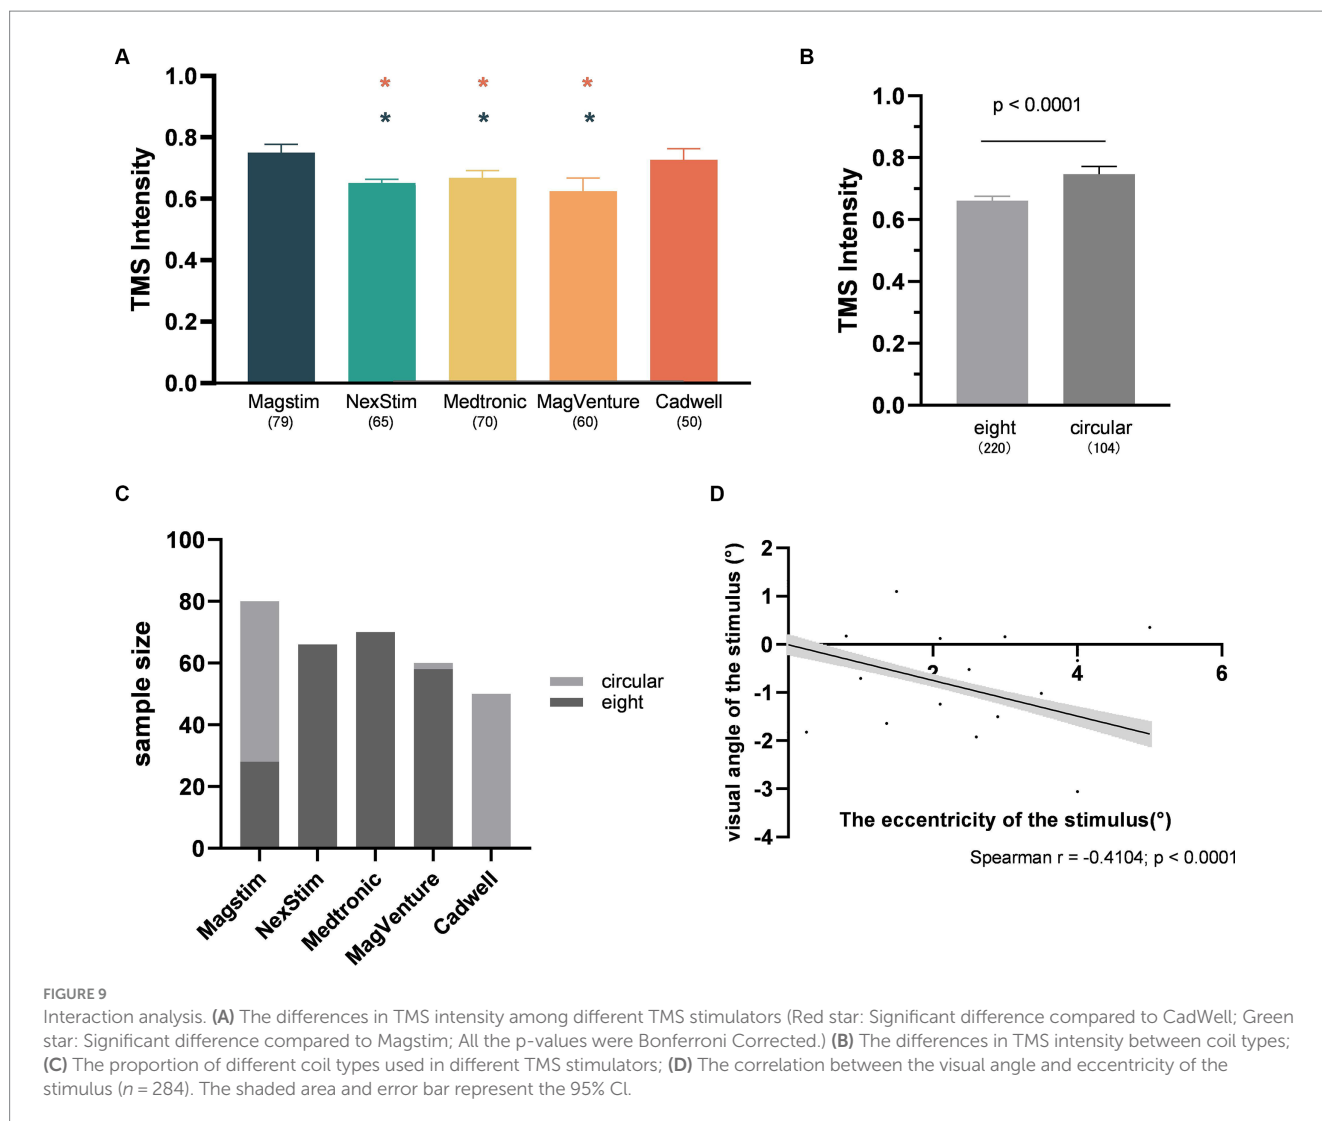 A
1.0
0.8
0.6
0.4
0.2
0.0
TMS Intensity
* * *
* * *
Magstim NexStim Medtronic MagVenture Cadwell
(79) (65) (70) (60) (50)
B
1.0
0.8
0.6
0.4
0.2
0.0
TMS Intensity
p < 0.0001
eight circular
(220) (104)
C
100
80
60
40
20
0
sample size
Magstim NexStim Medtronic MagVenture Cadwell
circular
eight
D
2
1
0
-1
-2
-3
-4
visual angle of the stimulus (°)
2 4 6
The eccentricity of the stimulus(°)
Spearman r = -0.4104; p < 0.0001
FIGURE 9
Interaction analysis. (A) The differences in TMS intensity among different TMS stimulators (Red star: Significant difference compared to CadWell; Green
star: Significant difference compared to Magstim; All the p-values were Bonferroni Corrected.) (B) The differences in TMS intensity between coil types;
(C) The proportion of different coil types used in different TMS stimulators; (D) The correlation between the visual angle and eccentricity of the
stimulus (n = 284). The shaded area and error bar represent the 95% Cl.